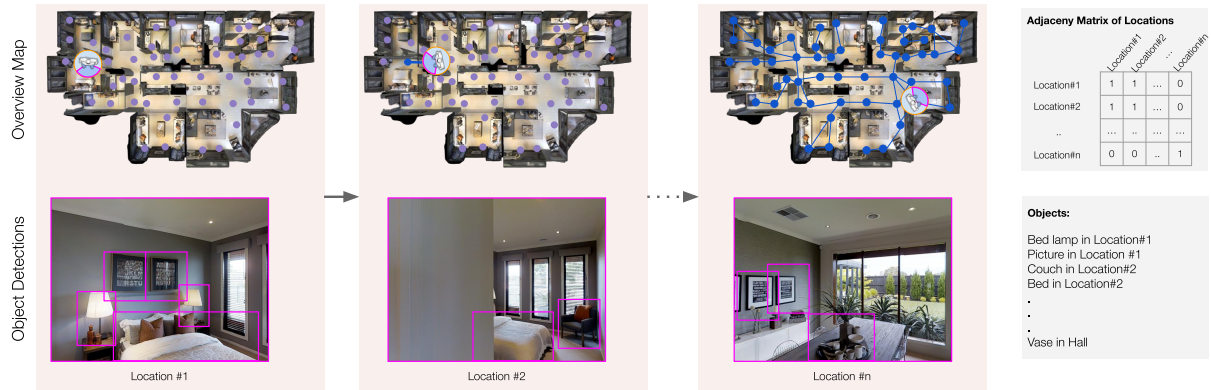 Overview Map
Object Detections
Location #1
Location #2
Location #n
Adjaceny Matrix of Locations
Location#1 Location#2 ... Location#n
Location#1 1 1 ... 0
Location#2 1 1 ... 0
.. ... .. ... ...
Location#n 0 0 .. 1
Objects:
Bed lamp in Location#1
Picture in Location #1
Couch in Location#2
Bed in Location#2
.
.
.
Vase in Hall